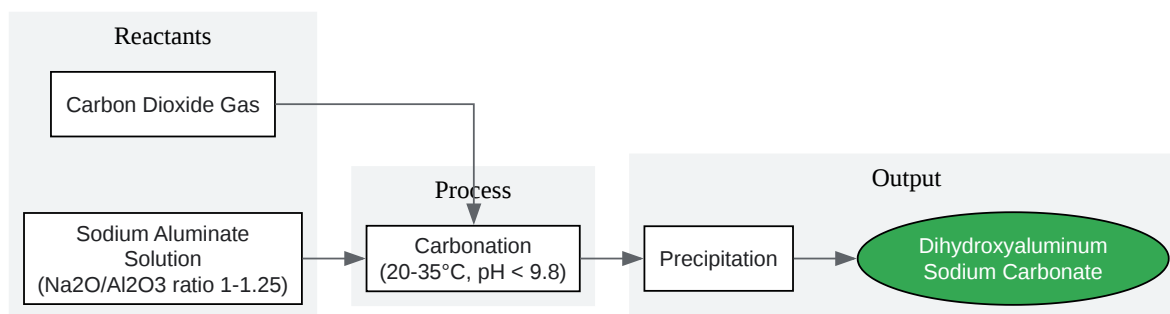 Reactants
Carbon Dioxide Gas
Sodium Aluminate
Solution
(Na2O/Al2O3 ratio 1-1.25)
Process
Carbonation
(20-35°C, pH < 9.8)
Output
Precipitation
Dihydroxyaluminum
Sodium Carbonate